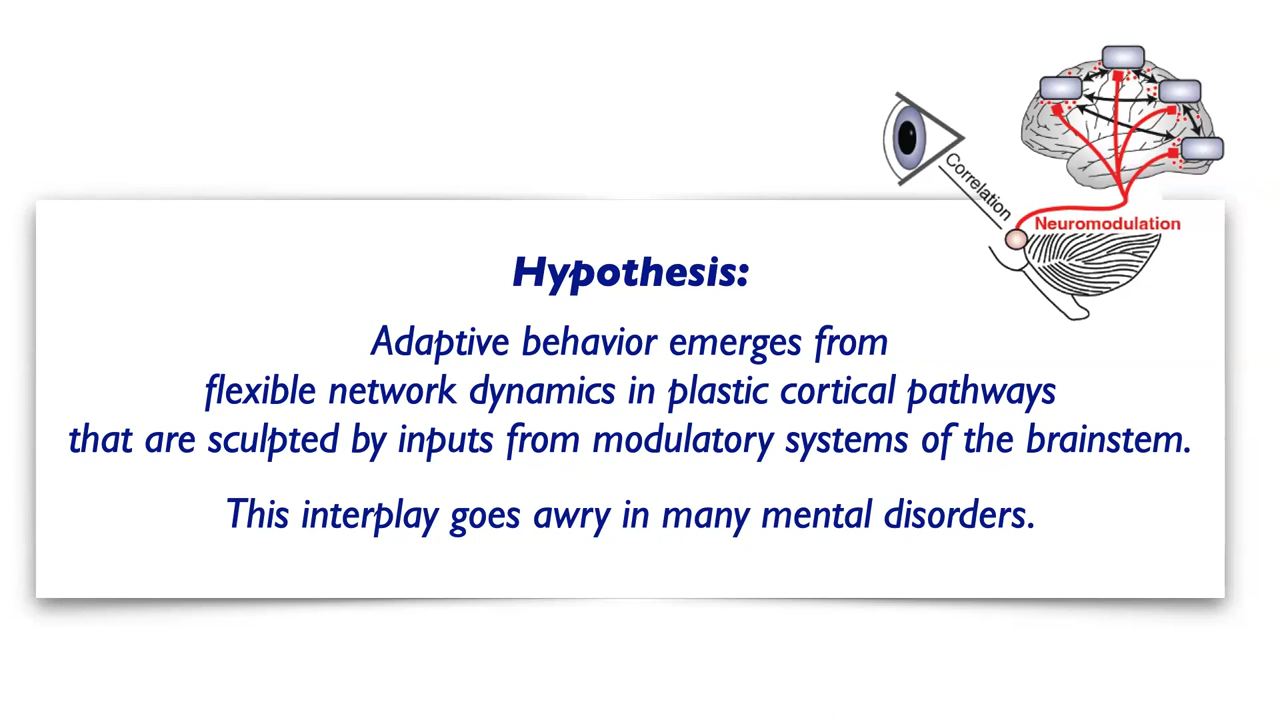 Correlation
Neuromodulation
Hypothesis:
Adaptive behavior emerges from
flexible network dynamics in plastic cortical pathways
that are sculpted by inputs from modulatory systems of the brainstem.
This interplay goes awry in many mental disorders.